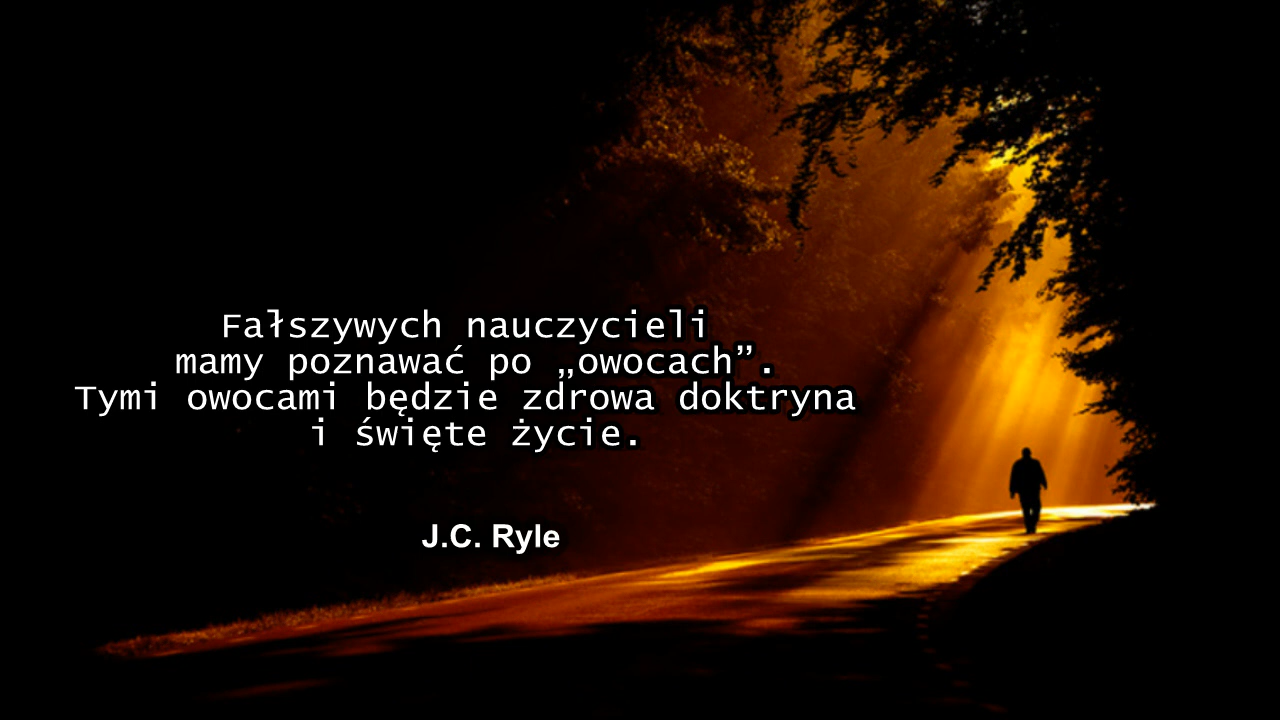 Fałszywych nauczycieli
mamy poznawać po „owocach”.
Tymi owocami będzie zdrowa doktryna
i święte życie.
J.C. Ryle